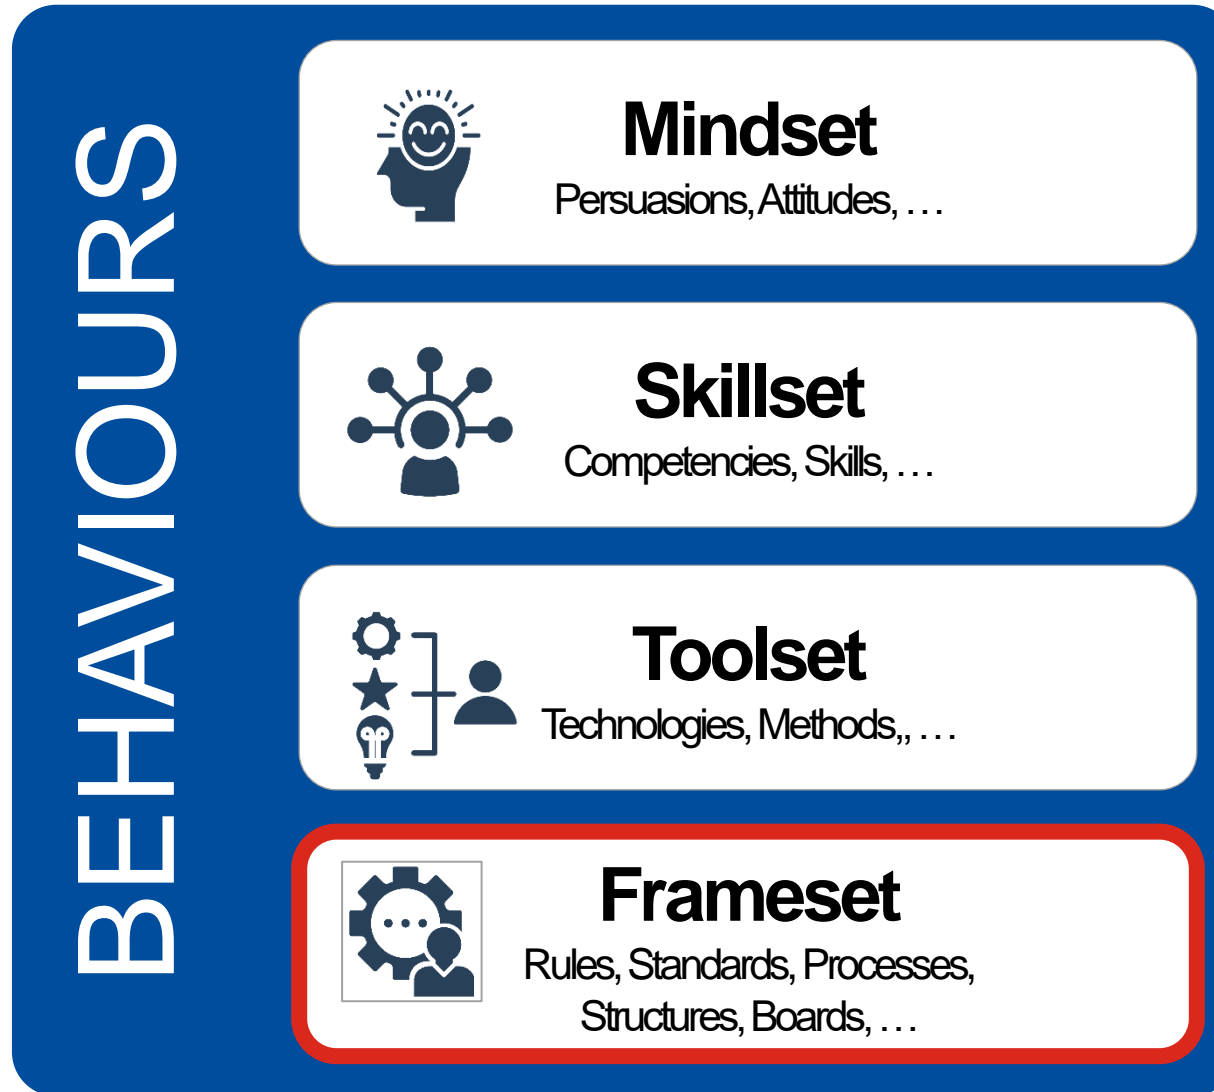 BEHAVIOURS
Mindset
Persuasions, Attitudes, …
Skillset
Competencies, Skills, …
Toolset
Technologies, Methods,, …
Frameset
Rules, Standards, Processes,
Structures, Boards, …